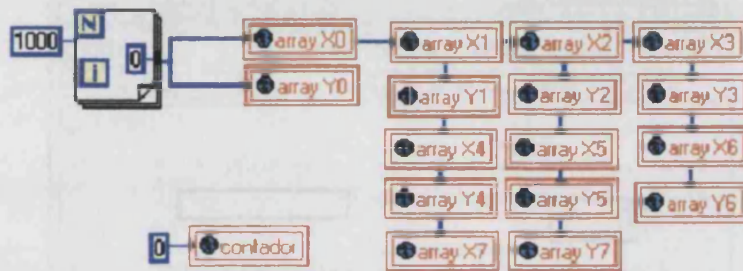 N
1000
i
0
array X0 array X1 array X2 array X3
array Y0 array Y1 array Y2 array Y3
array X4 array X5 array X6
array Y4 array Y5 array Y6
0 contador array X7 array Y7